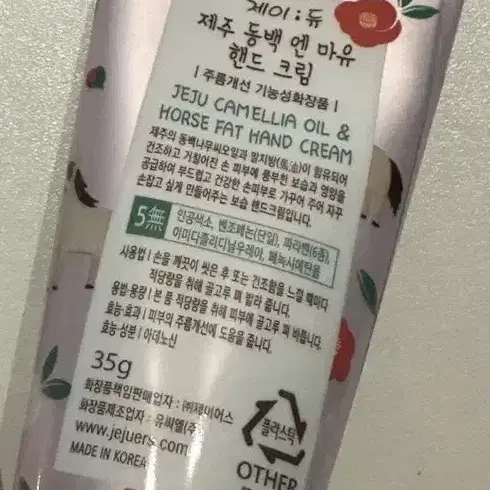 제이:듀
제주 동백 엔 마유
핸드 크림
| 주름개선 기능성화장품 |
JEJU CAMELLIA OIL &
HORSE FAT HAND CREAM
제주의 동백나무씨오일과 말지방(馬油)이 함유되어
건조하고 거칠어진 손 피부에 풍부한 보습과 영양을
공급하여 부드럽고 건강한 손피부로 가꾸어 주어 자꾸
손잡고 싶게 만들어주는 보습 핸드크림입니다.
5無 인공색소, 벤조페논(단일), 파라벤(6종),
이미다졸리디닐우레아, 페녹시에탄올
사용법 | 손을 깨끗이 씻은 후 또는 건조함을 느낄 때마다
적당량을 취해 골고루 펴 발라 줍니다.
용법·용량 | 본 품 적당량을 취해 피부에 골고루 펴 바릅니다.
효능·효과 | 피부의 주름개선에 도움을 줍니다.
효능·성분 | 아데노신
35g
화장품책임판매업자 : ㈜제이어스
화장품제조업자 : 유씨엘(주)
www.jejuers.com
MADE IN KOREA
플라스틱
OTHER